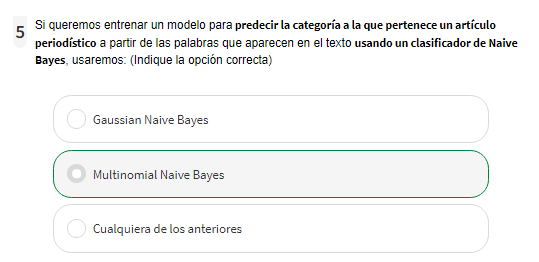 5
Si queremos entrenar un modelo para predecir la categoría a la que pertenece un artículo
periodístico a partir de las palabras que aparecen en el texto usando un clasificador de Naive
Bayes, usaremos: (Indique la opción correcta)
Gaussian Naive Bayes
Multinomial Naive Bayes
Cualquiera de los anteriores